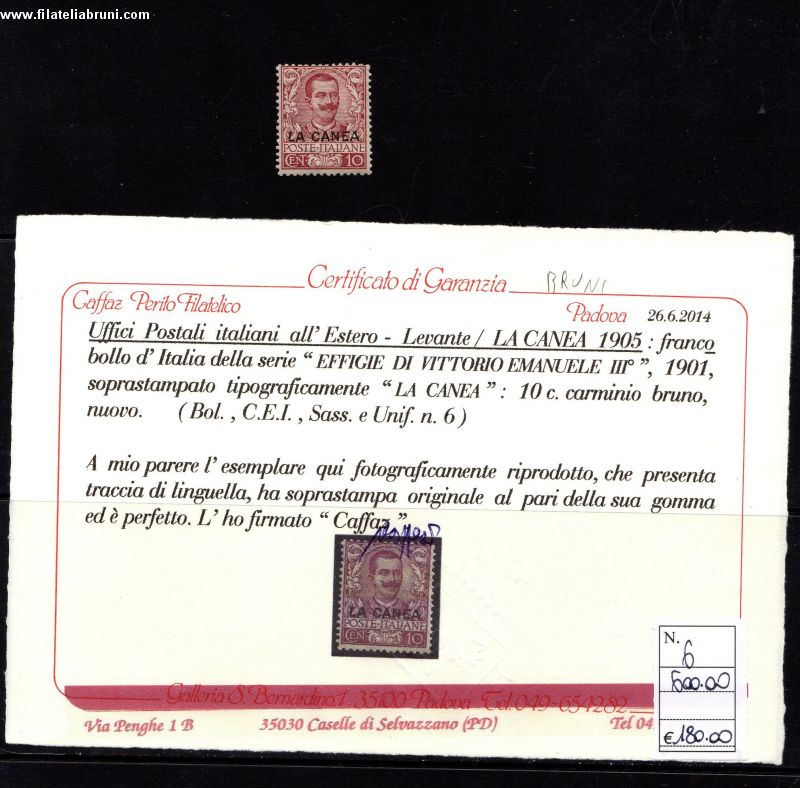 www.filateliabruni.com
LA CANEA
POSTE·ITALIANE
CEN· 10
Certificato di Garanzia
BRUNI
Caffaz Perito Filatelico
Padova 26.6.2014
Uffici Postali italiani all' Estero - Levante / LA CANEA 1905 : franco
bollo d' Italia della serie “ EFFIGIE DI VITTORIO EMANUELE III° ”, 1901,
soprastampato tipograficamente “ LA CANEA ” : 10 c. carminio bruno,
nuovo. ( Bol. , C.E.I. , Sass. e Unif. n. 6 )
A mio parere l' esemplare qui fotograficamente riprodotto, che presenta
traccia di linguella, ha soprastampa originale al pari della sua gomma
ed è perfetto. L' ho firmato “ Caffaz ”
Caffaz
LA CANEA
POSTE·ITALIANE
CEN· 10
N.
6
600.00
€180.00
Galleria S. Bernardino,1 35100 Padova Tel. 049-654282
Via Penghe 1 B 35030 Caselle di Selvazzano (PD) Tel 04